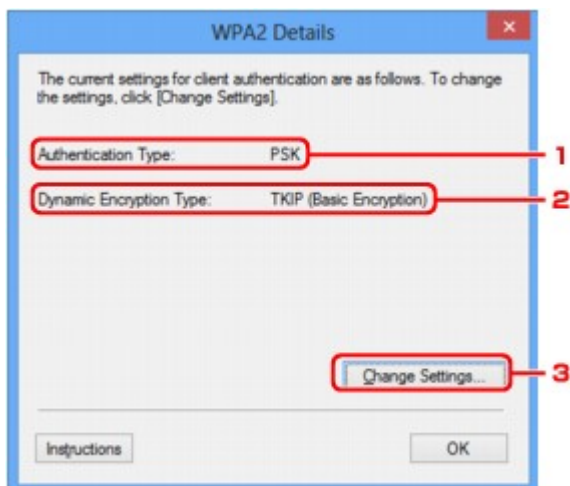 WPA2 Details
The current settings for client authentication are as follows. To change
the settings, click [Change Settings].
Authentication Type: PSK
1
Dynamic Encryption Type: TKIP (Basic Encryption)
2
Change Settings...
3
Instructions
OK